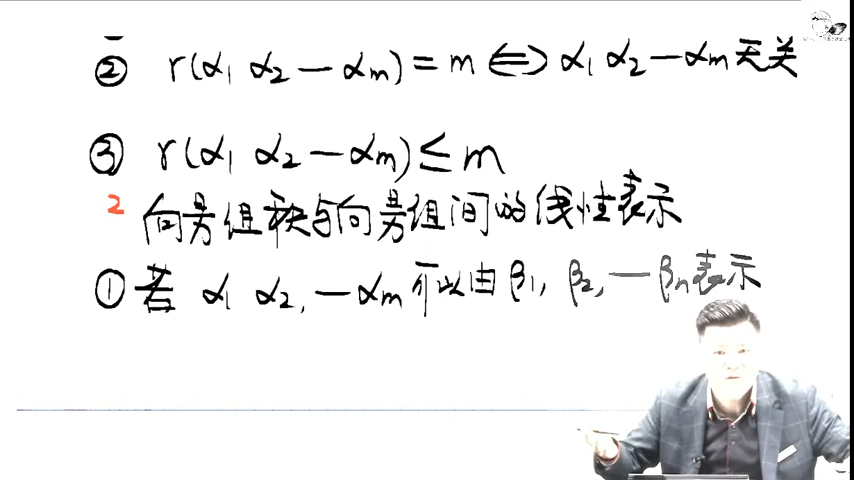 ② r(α1 α2 — αm) = m ⇔ α1 α2 — αm 无关
③ r(α1 α2 — αm) ≤ m
2 向量组秩与向量组间的线性表示
① 若 α1 α2, — αm 可以由 β1, β2, — βn 表示